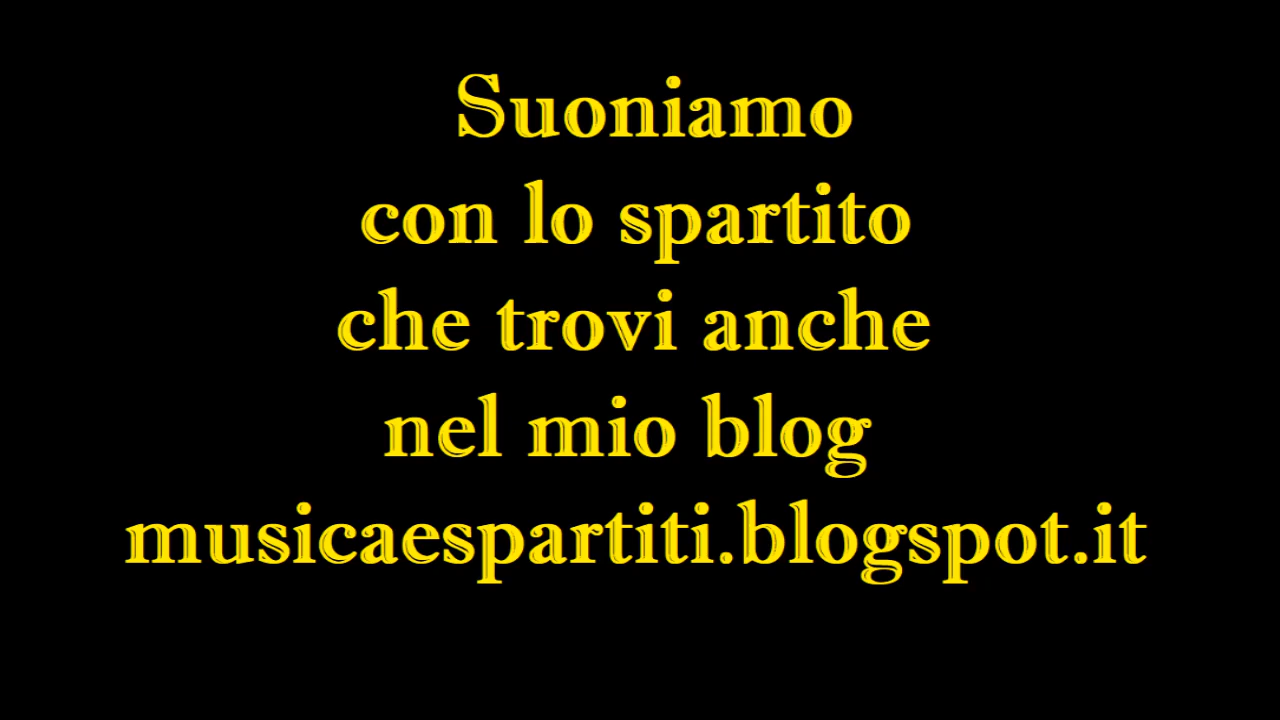 Suoniamo
con lo spartito
che trovi anche
nel mio blog
musicaespartiti.blogspot.it